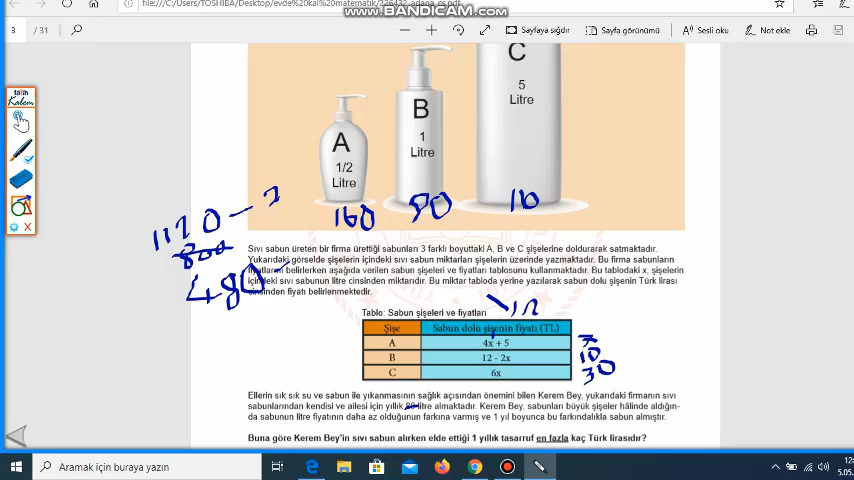 www.BANDICAM.com
file:///C:/Users/TOSHIBA/Desktop/evde kal matematik/226432_adana_cs.pdf
3 / 31
Sayfaya sığdır
Sayfa görünümü
Sesli oku
Not ekle
fatih
Kalem
A
1/2
Litre
B
1
Litre
C
5
Litre
160
80
16
1120
800
480
Sıvı sabun üreten bir firma ürettiği sabunları 3 farklı boyuttaki A, B ve C şişelerine doldurarak satmaktadır.
Yukarıdaki görselde şişelerin içindeki sıvı sabun miktarları şişelerin üzerinde yazmaktadır. Bu firma sabunların
fiyatlarını belirlerken aşağıda verilen sabun şişeleri ve fiyatları tablosunu kullanmaktadır. Bu tablodaki x, şişelerin
içindeki sıvı sabunun litre cinsinden miktarıdır. Bu miktar tabloda yerine yazılarak sabun dolu şişenin Türk lirası
cinsinden fiyatı belirlenmektedir.
1/2
Tablo: Sabun şişeleri ve fiyatları
Şişe Sabun dolu şişenin fiyatı (TL)
A 4x + 5 7
B 12 - 2x 10
C 6x 30
Ellerin sık sık su ve sabun ile yıkanmasının sağlık açısından önemini bilen Kerem Bey, yukarıdaki firmanın sıvı
sabunlarından kendisi ve ailesi için yıllık 80 litre almaktadır. Kerem Bey, sabunları büyük şişeler hâlinde aldığın-
da sabunun litre fiyatının daha az olduğunun farkına varmış ve 1 yıl boyunca bu farkındalıkla sabun almıştır.
Buna göre Kerem Bey'in sıvı sabun alırken elde ettiği 1 yıllık tasarruf en fazla kaç Türk lirasıdır?
Aramak için buraya yazın